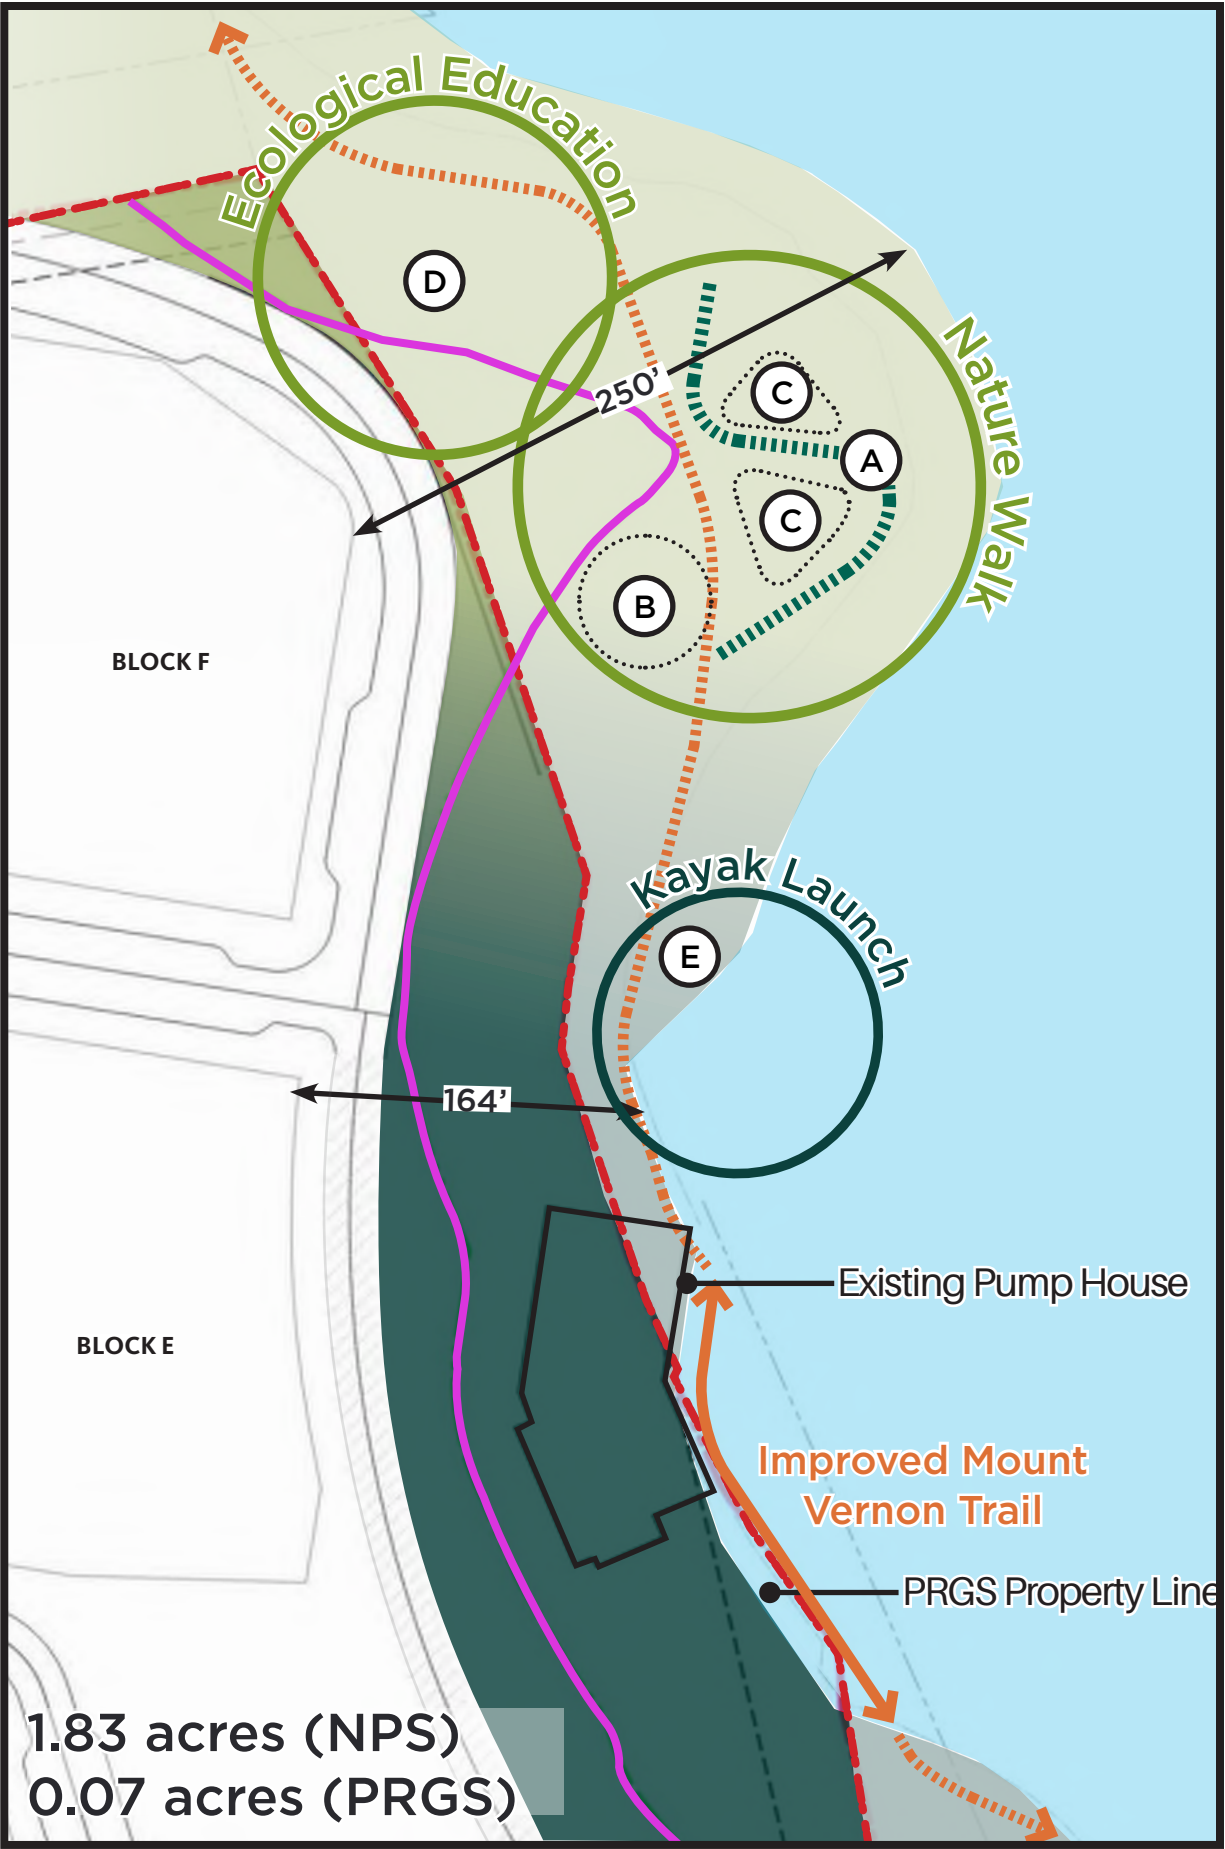 Ecological Education
D
250’
C
Nature Walk
A
C
B
BLOCK F
Kayak Launch
E
164’
Existing Pump House
BLOCK E
Improved Mount
Vernon Trail
PRGS Property Line
1.83 acres (NPS)
0.07 acres (PRGS)